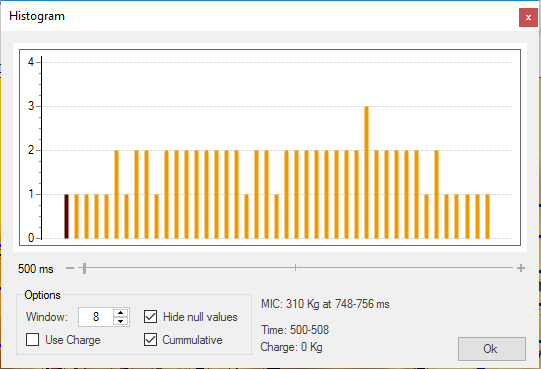 Histogram
x
4
3
2
1
0
500 ms
Options
Window: 8
Hide null values
Use Charge
Cummulative
MIC: 310 Kg at 748-756 ms
Time: 500-508
Charge: 0 Kg
Ok